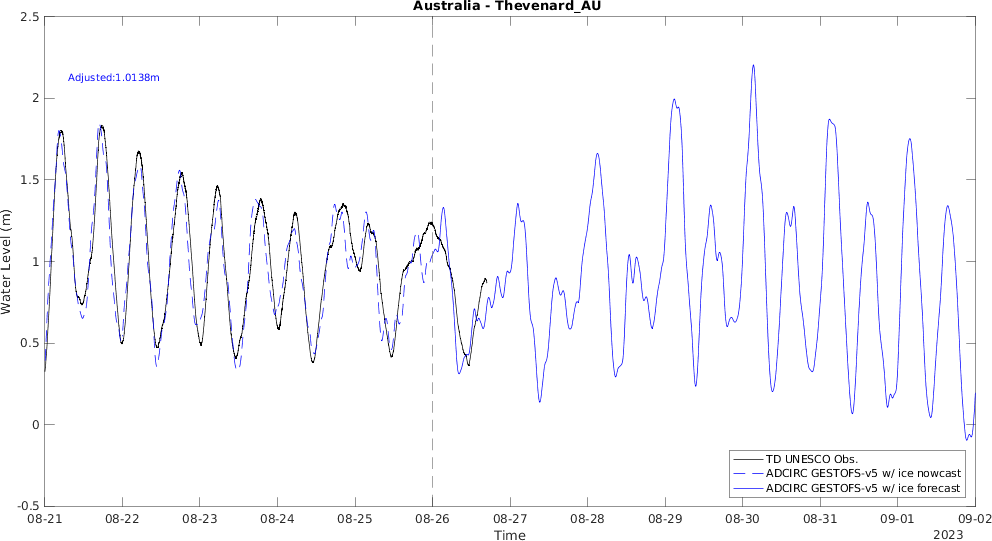 Australia - Thevenard_AU
2.5
2
1.5
1
0.5
0
-0.5
Water Level (m)
Adjusted:1.0138m
TD UNESCO Obs.
ADCIRC GESTOFS-v5 w/ ice nowcast
ADCIRC GESTOFS-v5 w/ ice forecast
08-21 08-22 08-23 08-24 08-25 08-26 08-27 08-28 08-29 08-30 08-31 09-01 09-02
Time
2023